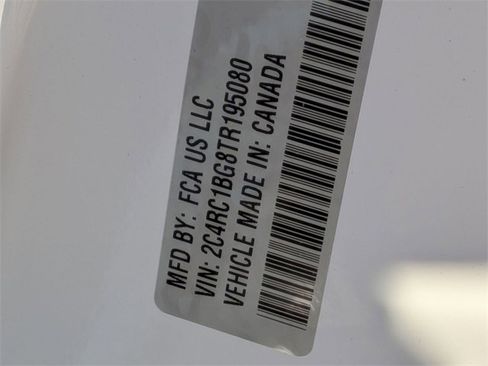 MFD BY: FCA US LLC
VIN: 2C4RC1BG8TR195080
VEHICLE MADE IN: CANADA